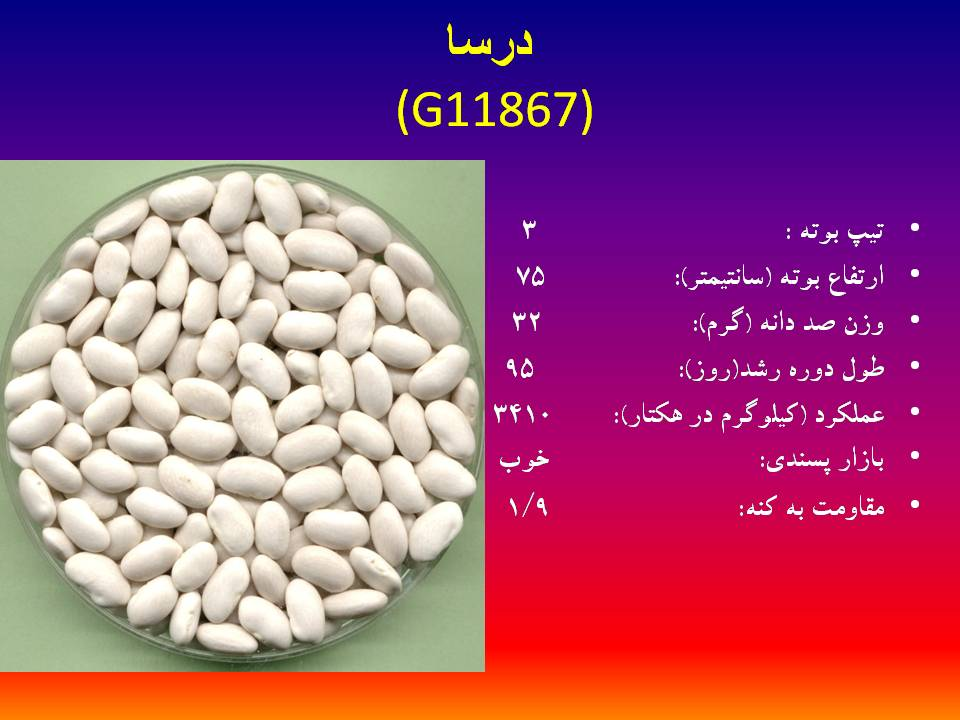 درسا
(G11867)
• تیپ بوته : ۳
• ارتفاع بوته (سانتیمتر): ۷۵
• وزن صد دانه (گرم): ۳۲
• طول دوره رشد(روز): ۹۵
• عملکرد (کیلوگرم در هکتار): ۳۴۱۰
• بازار پسندی: خوب
• مقاومت به کنه: ۱/۹